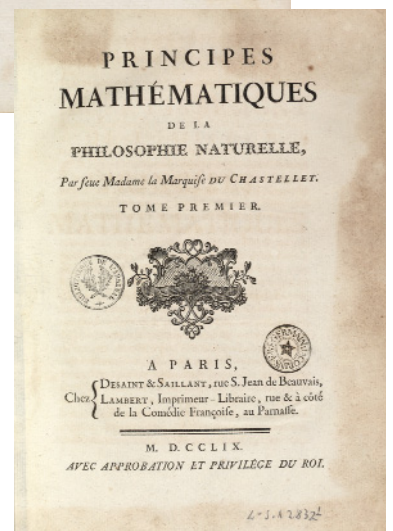 PRINCIPES
MATHÉMATIQUES
DE LA
PHILOSOPHIE NATURELLE,
Par feue Madame la Marquise DU CHASTELLET.
TOME PREMIER.
A PARIS,
Chez { DESAINT & SAILLANT, rue S. Jean de Beauvais,
LAMBERT, Imprimeur-Libraire, rue & à côté
de la Comédie Françoise, au Parnasse.
M. D. CCLIX.
AVEC APPROBATION ET PRIVILÉGE DU ROI.